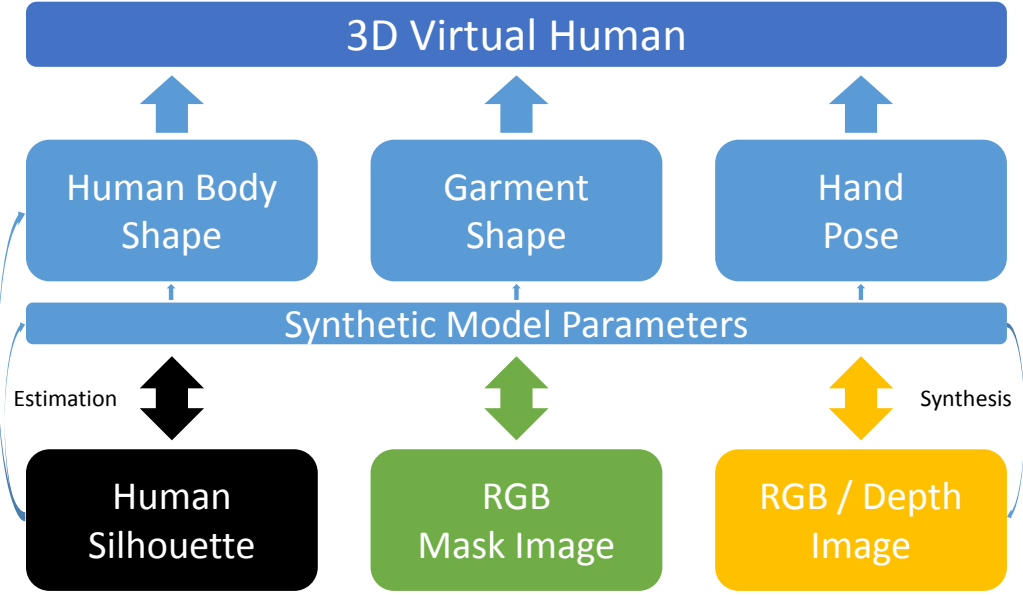 3D Virtual Human
Human Body
Shape
Garment
Shape
Hand
Pose
Synthetic Model Parameters
Estimation
Synthesis
Human
Silhouette
RGB
Mask Image
RGB / Depth
Image